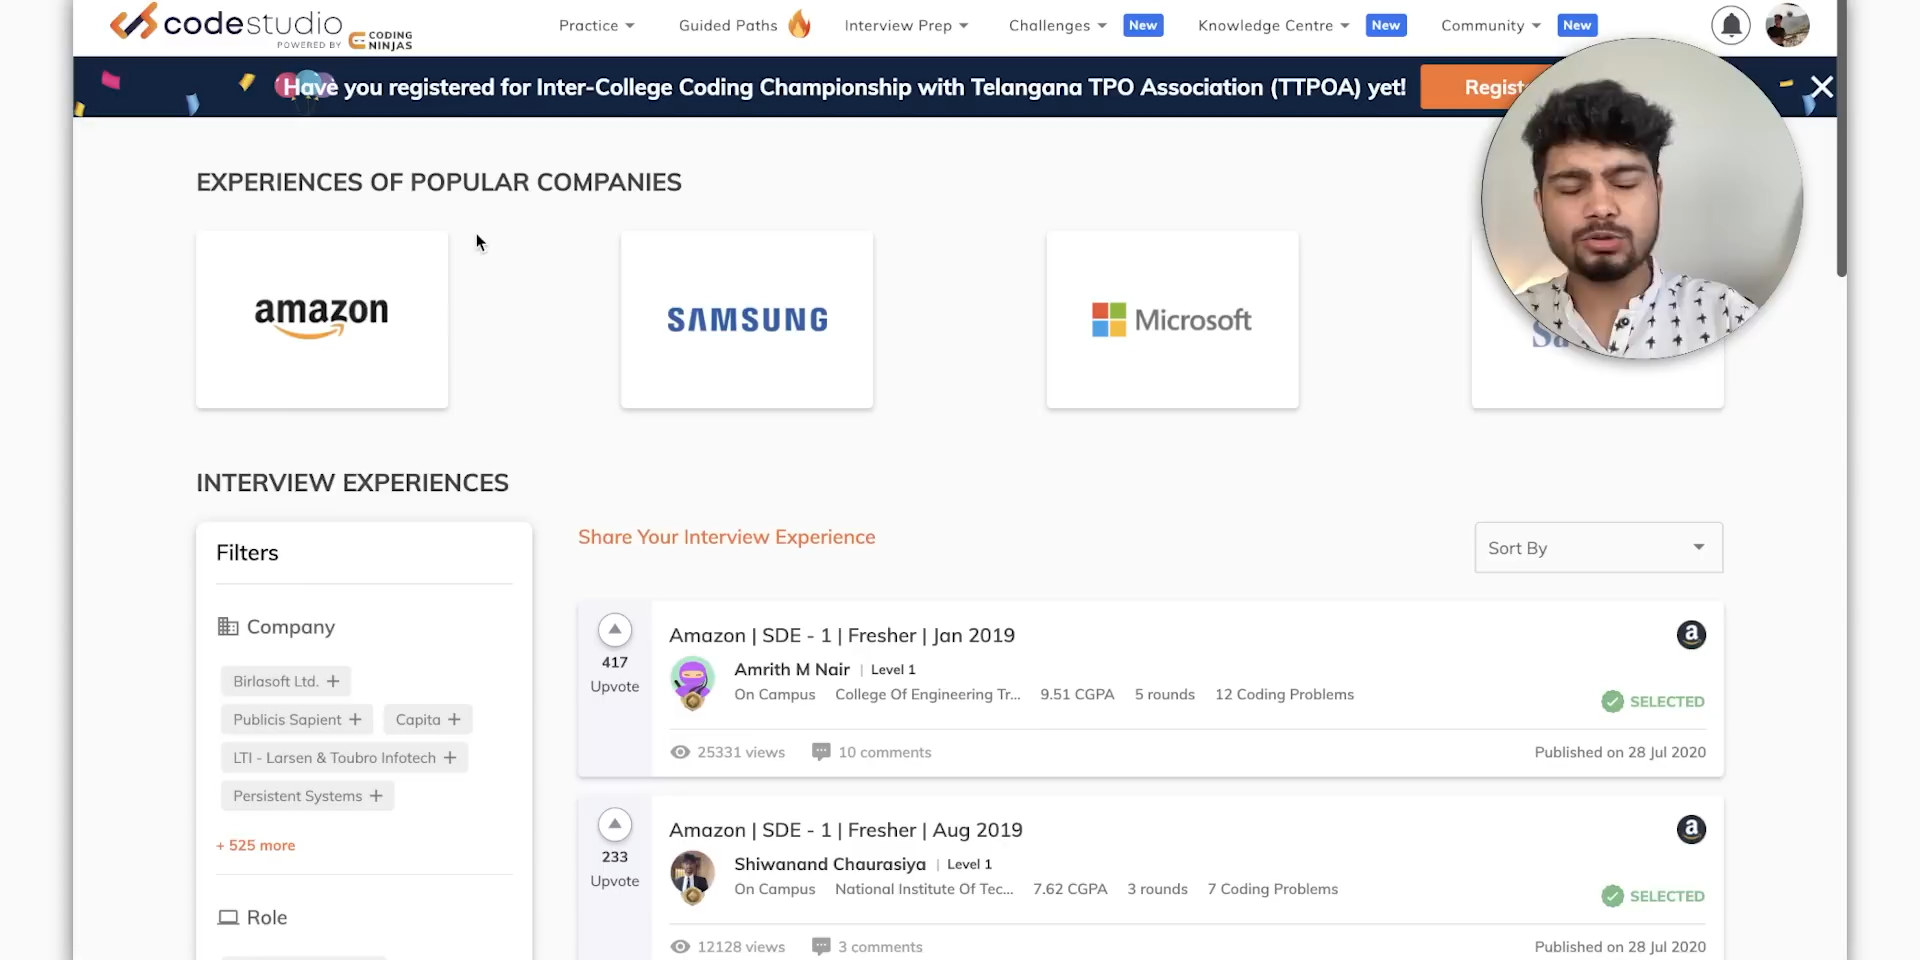 codestudio
POWERED BY CODING NINJAS
Practice
Guided Paths
Interview Prep
Challenges
New
Knowledge Centre
New
Community
New
Have you registered for Inter-College Coding Championship with Telangana TPO Association (TTPOA) yet!
EXPERIENCES OF POPULAR COMPANIES
amazon
SAMSUNG
Microsoft
INTERVIEW EXPERIENCES
Filters
Company
Birlasoft Ltd. +
Publicis Sapient +
Capita +
LTI - Larsen & Toubro Infotech +
Persistent Systems +
+ 525 more
Role
Share Your Interview Experience
Sort By
417
Upvote
Amazon | SDE - 1 | Fresher | Jan 2019
a
Amrith M Nair | Level 1
On Campus College Of Engineering Tr... 9.51 CGPA 5 rounds 12 Coding Problems
SELECTED
25331 views
10 comments
Published on 28 Jul 2020
233
Upvote
Amazon | SDE - 1 | Fresher | Aug 2019
a
Shiwanand Chaurasiya | Level 1
On Campus National Institute Of Tec... 7.62 CGPA 3 rounds 7 Coding Problems
SELECTED
12128 views
3 comments
Published on 28 Jul 2020